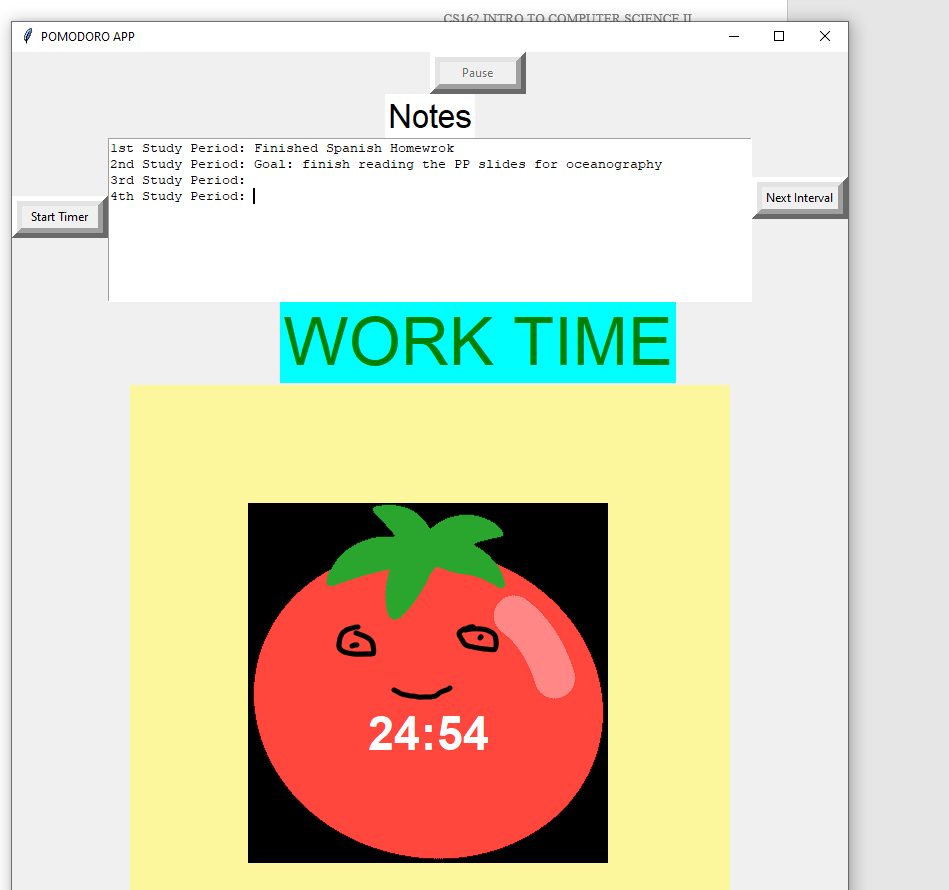 CS162 INTRO TO COMPUTER SCIENCE II
POMODORO APP
Pause
Notes
1st Study Period: Finished Spanish Homewrok
2nd Study Period: Goal: finish reading the PP slides for oceanography
3rd Study Period:
4th Study Period:
Start Timer
Next Interval
WORK TIME
24:54